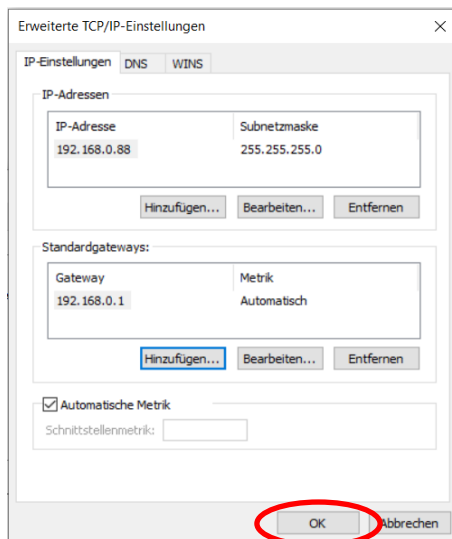 Erweiterte TCP/IP-Einstellungen
IP-Einstellungen DNS WINS
IP-Adressen
IP-Adresse Subnetzmaske
192.168.0.88 255.255.255.0
Hinzufügen... Bearbeiten... Entfernen
Standardgateways:
Gateway Metrik
192.168.0.1 Automatisch
Hinzufügen... Bearbeiten... Entfernen
Automatische Metrik
Schnittstellenmetrik:
OK Abbrechen